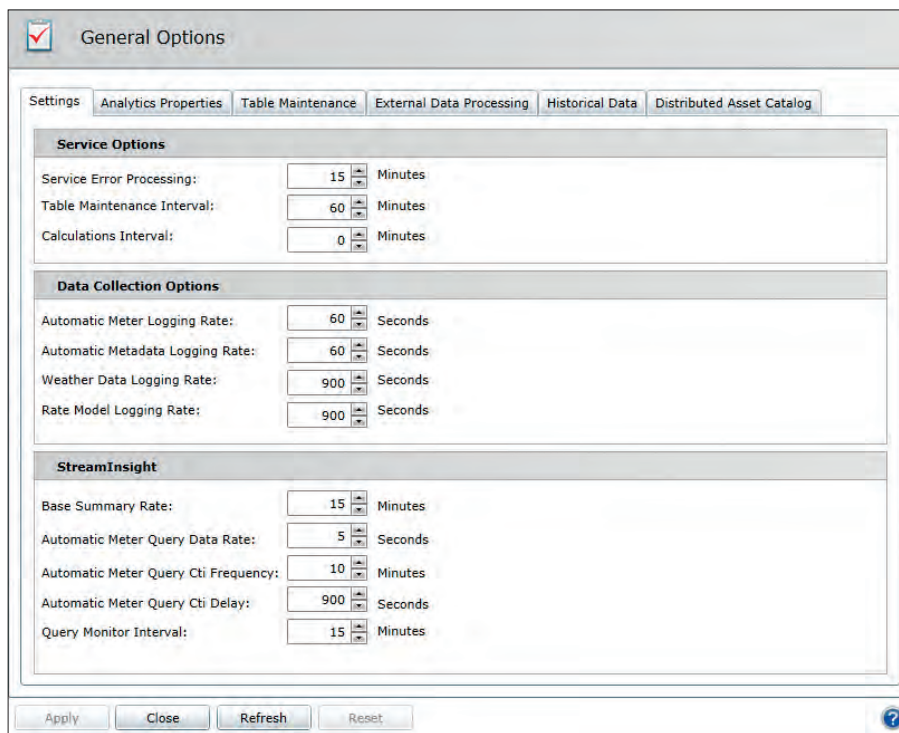 General Options
Settings Analytics Properties Table Maintenance External Data Processing Historical Data Distributed Asset Catalog
Service Options
Service Error Processing: 15 Minutes
Table Maintenance Interval: 60 Minutes
Calculations Interval: 0 Minutes
Data Collection Options
Automatic Meter Logging Rate: 60 Seconds
Automatic Metadata Logging Rate: 60 Seconds
Weather Data Logging Rate: 900 Seconds
Rate Model Logging Rate: 900 Seconds
StreamInsight
Base Summary Rate: 15 Minutes
Automatic Meter Query Data Rate: 5 Seconds
Automatic Meter Query Cti Frequency: 10 Minutes
Automatic Meter Query Cti Delay: 900 Seconds
Query Monitor Interval: 15 Minutes
Apply Close Refresh Reset ?